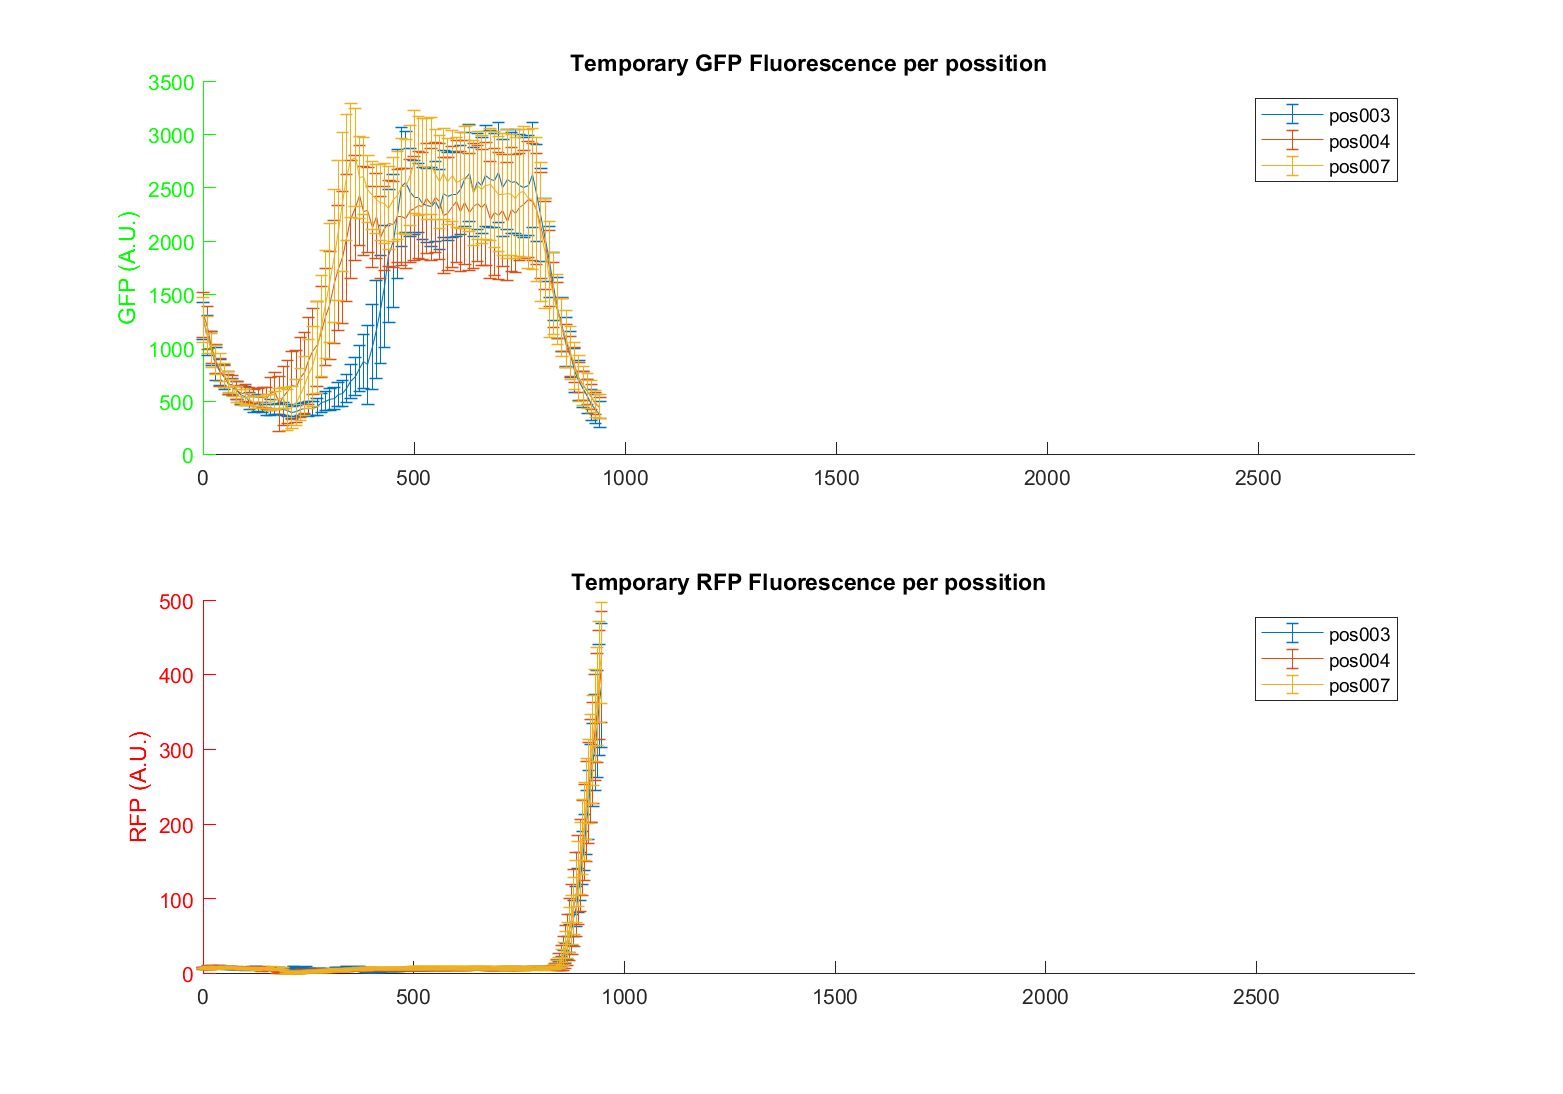 Temporary GFP Fluorescence per possition
3500
3000
2500
2000
1500
1000
500
0
GFP (A.U.)
pos003
pos004
pos007
0 500 1000 1500 2000 2500
Temporary RFP Fluorescence per possition
500
400
300
200
100
0
RFP (A.U.)
pos003
pos004
pos007
0 500 1000 1500 2000 2500